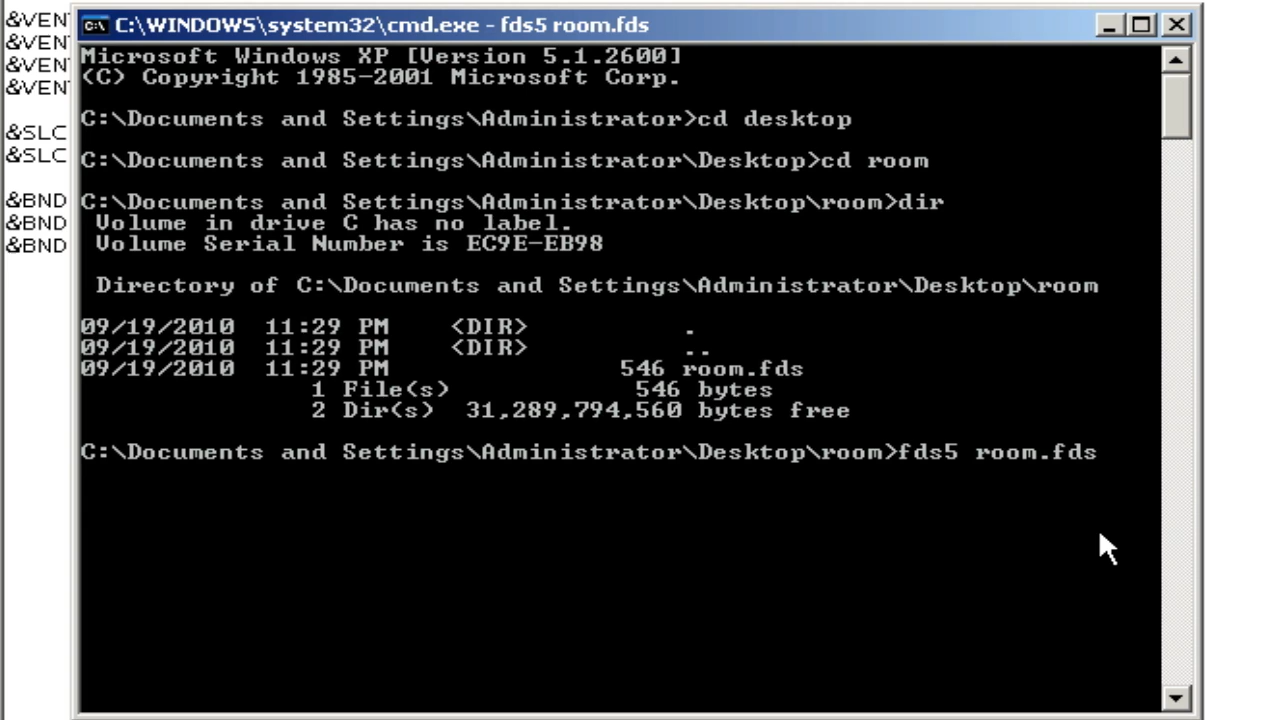 C:\WINDOWS\system32\cmd.exe - fds5 room.fds
Microsoft Windows XP [Version 5.1.2600]
(C) Copyright 1985-2001 Microsoft Corp.
C:\Documents and Settings\Administrator>cd desktop
C:\Documents and Settings\Administrator\Desktop>cd room
C:\Documents and Settings\Administrator\Desktop\room>dir
Volume in drive C has no label.
Volume Serial Number is EC9E-EB98
Directory of C:\Documents and Settings\Administrator\Desktop\room
09/19/2010 11:29 PM <DIR> .
09/19/2010 11:29 PM <DIR> ..
09/19/2010 11:29 PM 546 room.fds
1 File(s) 546 bytes
2 Dir(s) 31,289,794,560 bytes free
C:\Documents and Settings\Administrator\Desktop\room>fds5 room.fds
&VEN
&VEN
&VEN
&VEN
&SLC
&SLC
&BND
&BND
&BND